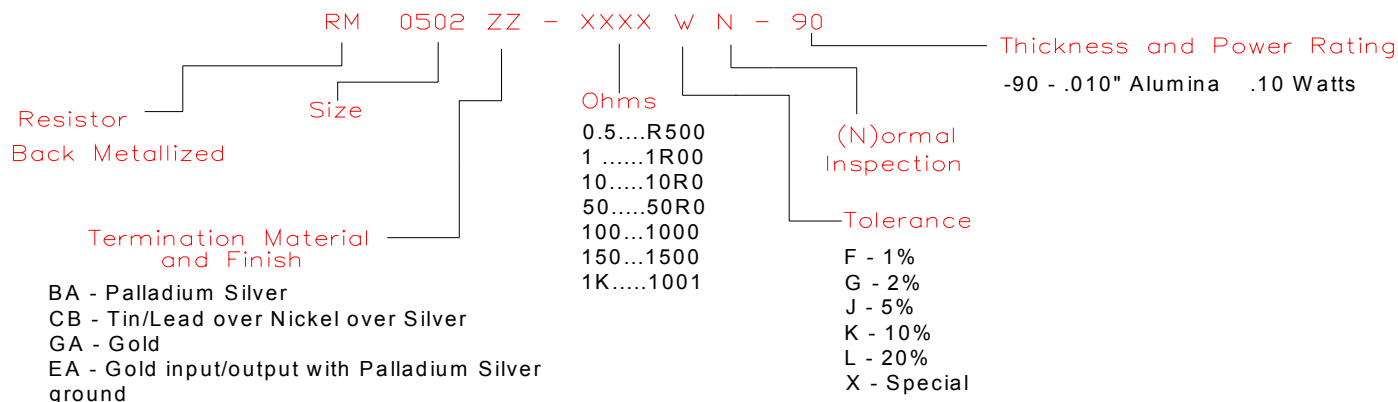 RM 0502 ZZ - XXXX W N - 90
Thickness and Power Rating
-90 - .010" Alumina .10 Watts
Resistor
Back Metallized
Size
Termination Material
and Finish
BA - Palladium Silver
CB - Tin/Lead over Nickel over Silver
GA - Gold
EA - Gold input/output with Palladium Silver
ground
Ohms
0.5....R500
1 ......1R00
10.....10R0
50.....50R0
100...1000
150...1500
1K.....1001
(N)ormal
Inspection
Tolerance
F - 1%
G - 2%
J - 5%
K - 10%
L - 20%
X - Special